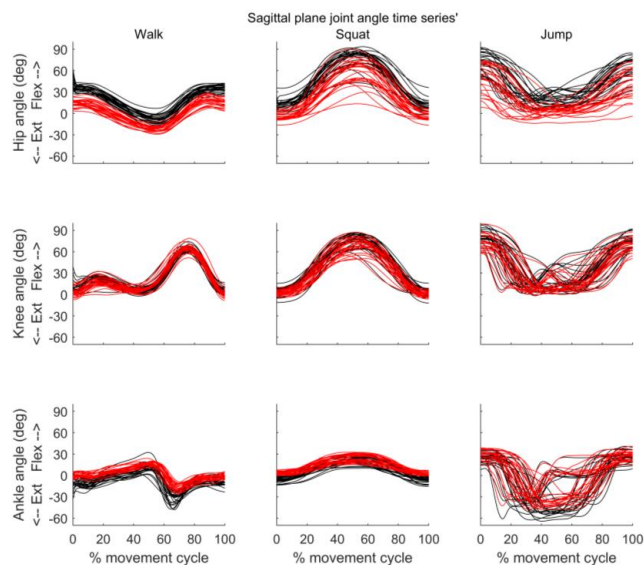 Sagittal plane joint angle time series'
Walk Squat Jump
Hip angle (deg)
<-- Ext Flex -->
90
60
30
0
-30
-60
Knee angle (deg)
<-- Ext Flex -->
90
60
30
0
-30
-60
Ankle angle (deg)
<-- Ext Flex -->
90
60
30
0
-30
-60
0 20 40 60 80 100 0 20 40 60 80 100 0 20 40 60 80 100
% movement cycle % movement cycle % movement cycle